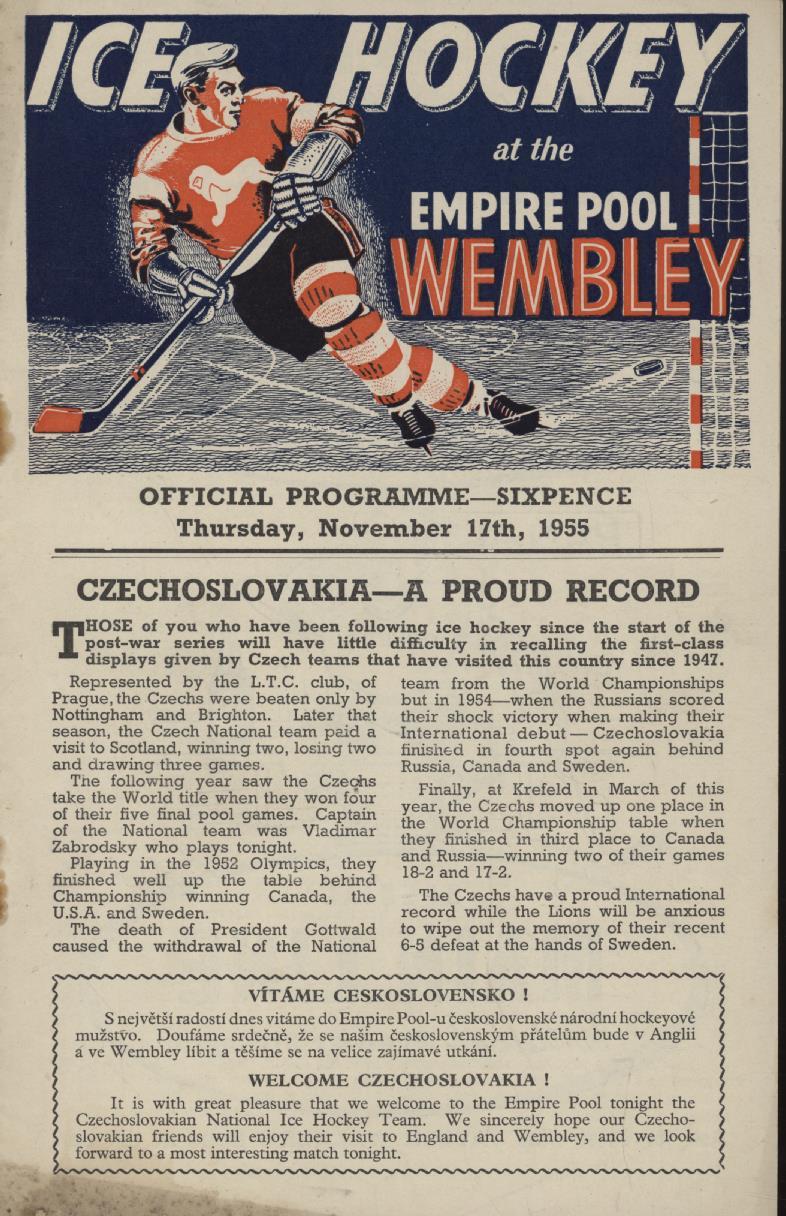 ICE HOCKEY
at the
EMPIRE POOL
WEMBLEY
OFFICIAL PROGRAMME—SIXPENCE
Thursday, November 17th, 1955
CZECHOSLOVAKIA—A PROUD RECORD
THOSE of you who have been following ice hockey since the start of the
post-war series will have little difficulty in recalling the first-class
displays given by Czech teams that have visited this country since 1947.
Represented by the L.T.C. club, of
Prague, the Czechs were beaten only by
Nottingham and Brighton. Later that
season, the Czech National team paid a
visit to Scotland, winning two, losing two
and drawing three games.
The following year saw the Czechs
take the World title when they won four
of their five final pool games. Captain
of the National team was Vladimar
Zabrodsky who plays tonight.
Playing in the 1952 Olympics, they
finished well up the table behind
Championship winning Canada, the
U.S.A. and Sweden.
The death of President Gottwald
caused the withdrawal of the National
team from the World Championships
but in 1954—when the Russians scored
their shock victory when making their
International debut — Czechoslovakia
finished in fourth spot again behind
Russia, Canada and Sweden.
Finally, at Krefeld in March of this
year, the Czechs moved up one place in
the World Championship table when
they finished in third place to Canada
and Russia—winning two of their games
18-2 and 17-2.
The Czechs have a proud International
record while the Lions will be anxious
to wipe out the memory of their recent
6-5 defeat at the hands of Sweden.
VÍTÁME CESKOSLOVENSKO !
S největší radostí dnes vitáme do Empire Pool-u československé národní hockeyové
mužstvo. Doufáme srdečně, že se našim československým přátelům bude v Anglii
a ve Wembley líbit a těšíme se na velice zajímavé utkání.
WELCOME CZECHOSLOVAKIA !
It is with great pleasure that we welcome to the Empire Pool tonight the
Czechoslovakian National Ice Hockey Team. We sincerely hope our Czecho-
slovakian friends will enjoy their visit to England and Wembley, and we look
forward to a most interesting match tonight.